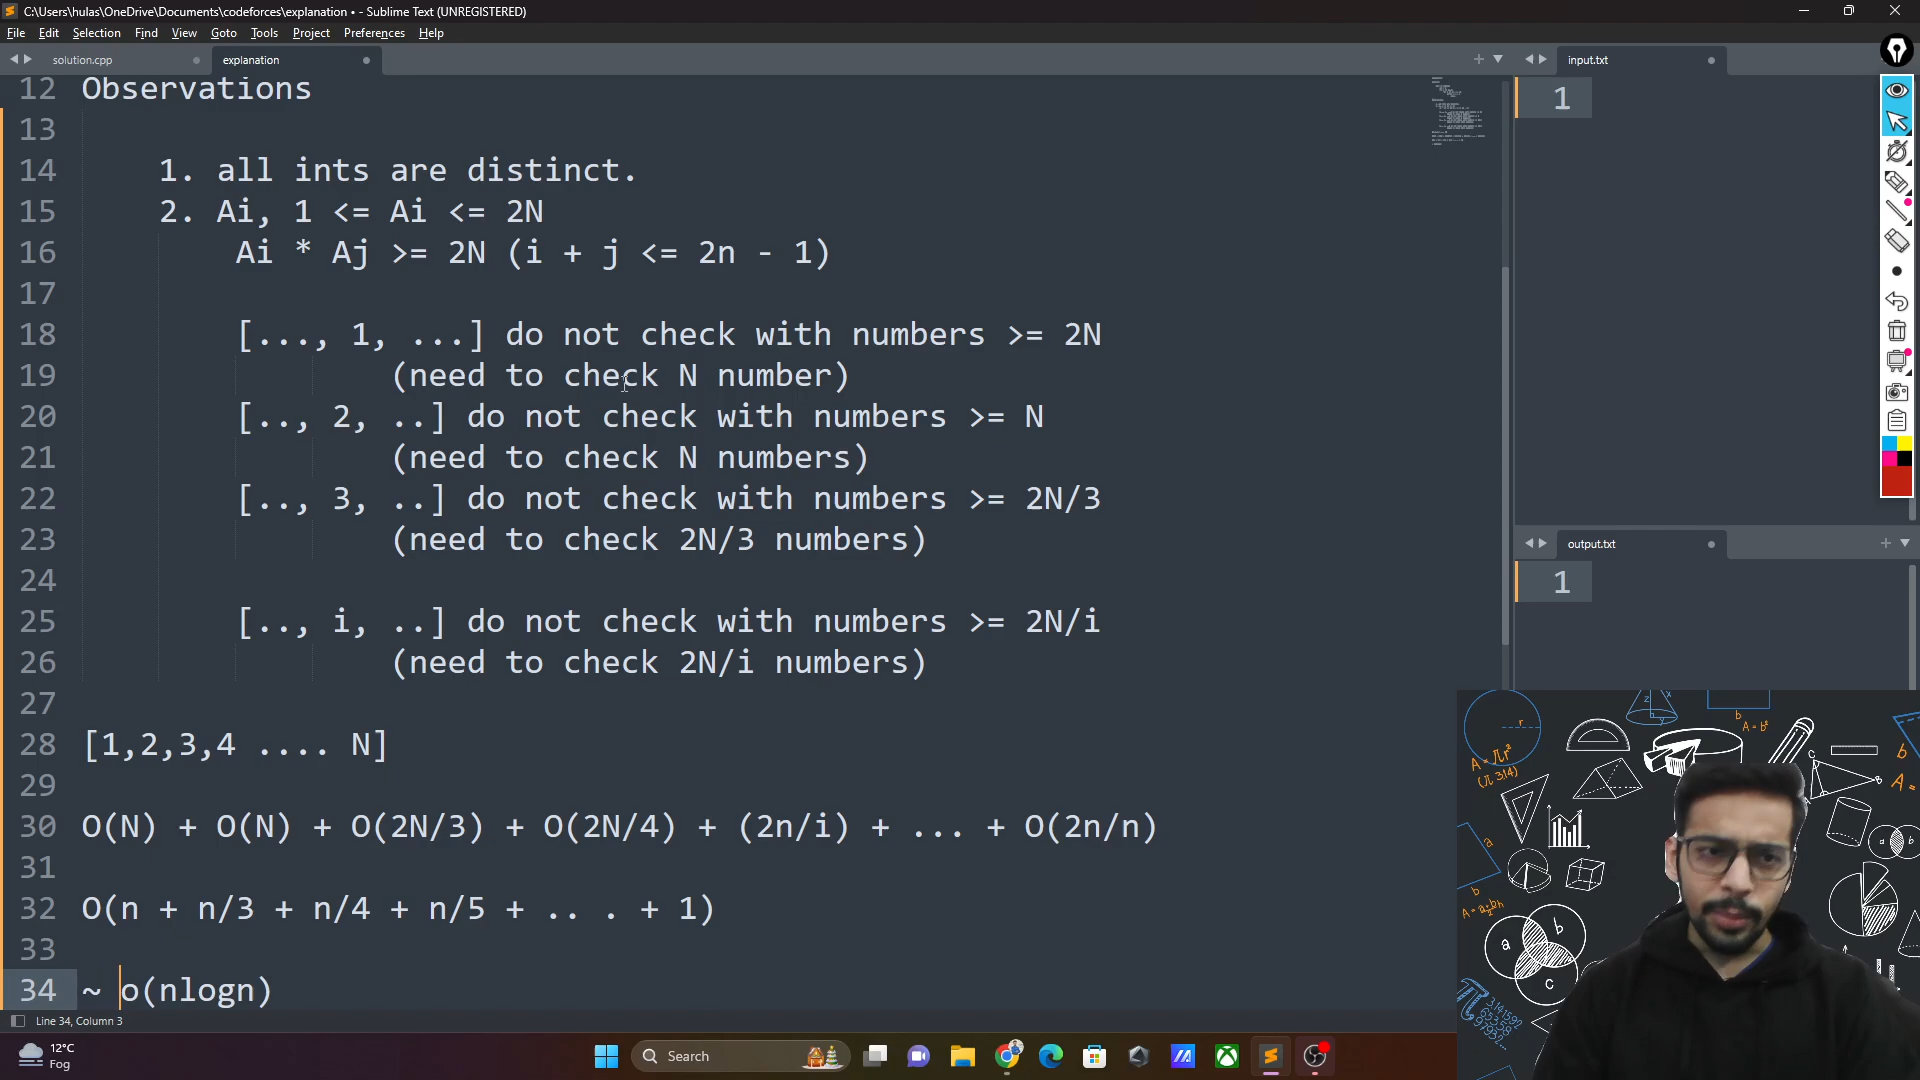 C:\Users\hulas\OneDrive\Documents\codeforces\explanation • - Sublime Text (UNREGISTERED)
File Edit Selection Find View Goto Tools Project Preferences Help
solution.cpp
explanation
input.txt
12 Observations
13
14 1. all ints are distinct.
15 2. Ai, 1 <= Ai <= 2N
16 Ai * Aj >= 2N (i + j <= 2n - 1)
17
18 [..., 1, ...] do not check with numbers >= 2N
19 (need to check N number)
20 [.., 2, ..] do not check with numbers >= N
21 (need to check N numbers)
22 [.., 3, ..] do not check with numbers >= 2N/3
23 (need to check 2N/3 numbers)
24
25 [.., i, ..] do not check with numbers >= 2N/i
26 (need to check 2N/i numbers)
27
28 [1,2,3,4 .... N]
29
30 O(N) + O(N) + O(2N/3) + O(2N/4) + (2n/i) + ... + O(2n/n)
31
32 O(n + n/3 + n/4 + n/5 + .. . + 1)
33
34 ~ o(nlogn)
1
output.txt
1
Line 34, Column 3
12°C
Fog
Search